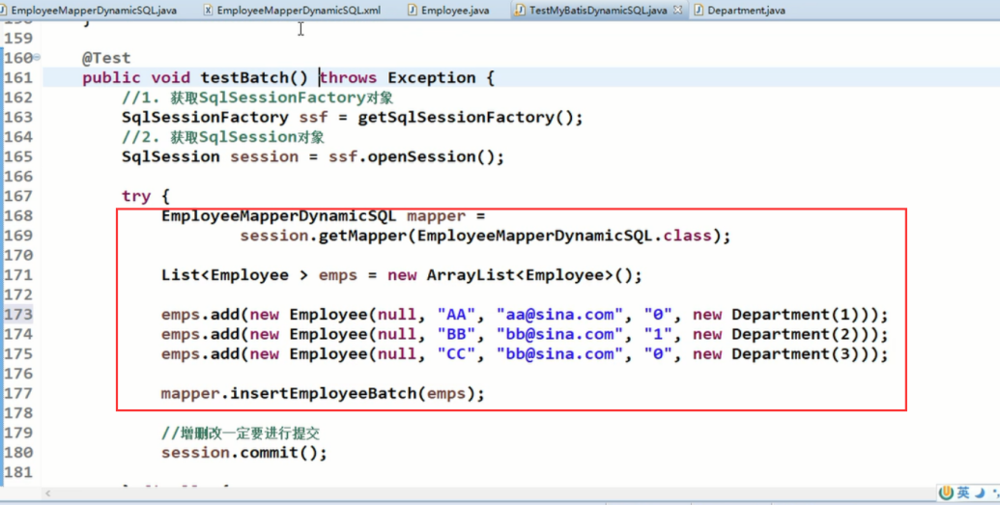 EmployeeMapperDynamicSQL.java EmployeeMapperDynamicSQL.xml Employee.java TestMyBatisDynamicSQL.java Department.java
159
160 @Test
161 public void testBatch() throws Exception {
162 //1. 获取SqlSessionFactory对象
163 SqlSessionFactory ssf = getSqlSessionFactory();
164 //2. 获取SqlSession对象
165 SqlSession session = ssf.openSession();
166
167 try {
168 EmployeeMapperDynamicSQL mapper =
169 session.getMapper(EmployeeMapperDynamicSQL.class);
170
171 List<Employee > emps = new ArrayList<Employee>();
172
173 emps.add(new Employee(null, "AA", "aa@sina.com", "0", new Department(1)));
174 emps.add(new Employee(null, "BB", "bb@sina.com", "1", new Department(2)));
175 emps.add(new Employee(null, "CC", "bb@sina.com", "0", new Department(3)));
176
177 mapper.insertEmployeeBatch(emps);
178
179 //增删改一定要进行提交
180 session.commit();
181
英